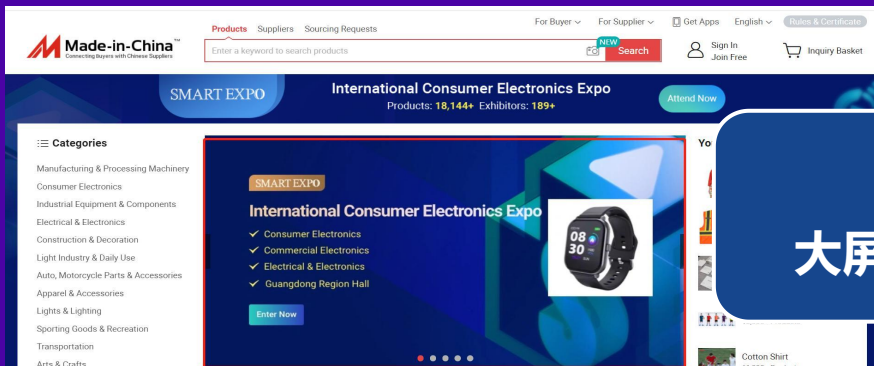 Products Suppliers Sourcing Requests
For Buyer For Supplier Get Apps English Rules & Certificate
Made-in-China™
Connecting Buyers with Chinese Suppliers
Enter a keyword to search products
NEW
Search
Sign In
Join Free
Inquiry Basket
SMART EXPO
International Consumer Electronics Expo
Products: 18,144+ Exhibitors: 189+
Attend Now
Categories
Manufacturing & Processing Machinery
Consumer Electronics
Industrial Equipment & Components
Electrical & Electronics
Construction & Decoration
Light Industry & Daily Use
Auto, Motorcycle Parts & Accessories
Apparel & Accessories
Lights & Lighting
Sporting Goods & Recreation
Transportation
Arts & Crafts
SMART EXPO
International Consumer Electronics Expo
Consumer Electronics
Commercial Electronics
Electrical & Electronics
Guangdong Region Hall
Enter Now
08
30
大屏
Cotton Shirt